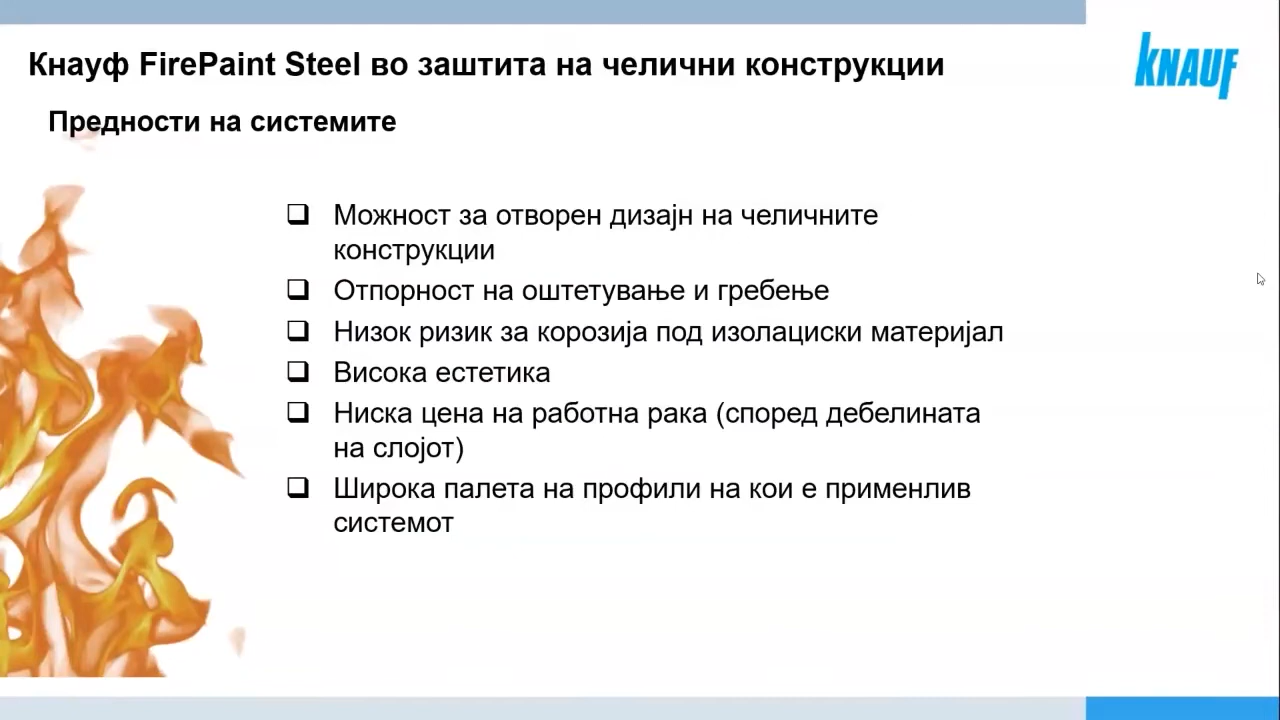 Кнауф FirePaint Steel во заштита на челични конструкции
KNAUF
Предности на системите
Можност за отворен дизајн на челичните
конструкции
Отпорност на оштетување и гребење
Низок ризик за корозија под изолациски материјал
Висока естетика
Ниска цена на работна рака (според дебелината
на слојот)
Широка палета на профили на кои е применлив
системот